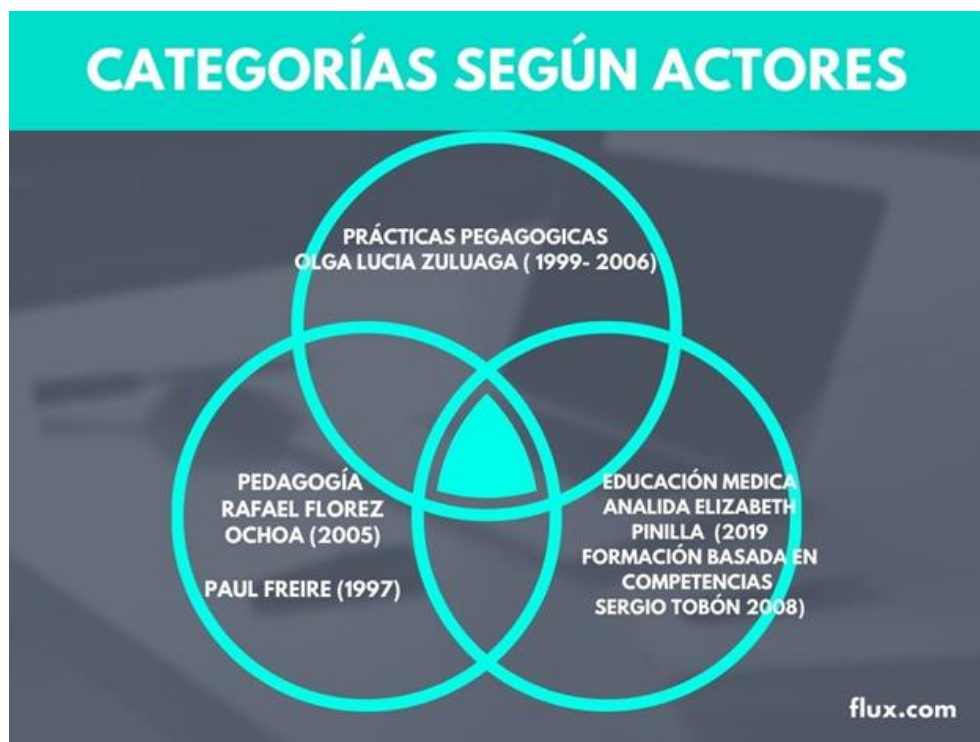 CATEGORÍAS SEGÚN ACTORES
PRÁCTICAS PEGAGOGICAS
OLGA LUCIA ZULUAGA ( 1999- 2006)
PEDAGOGÍA
RAFAEL FLOREZ
OCHOA (2005)
PAUL FREIRE (1997)
EDUCACIÓN MEDICA
ANALIDA ELIZABETH
PINILLA (2019
FORMACIÓN BASADA EN
COMPETENCIAS
SERGIO TOBÓN 2008)
flux.com